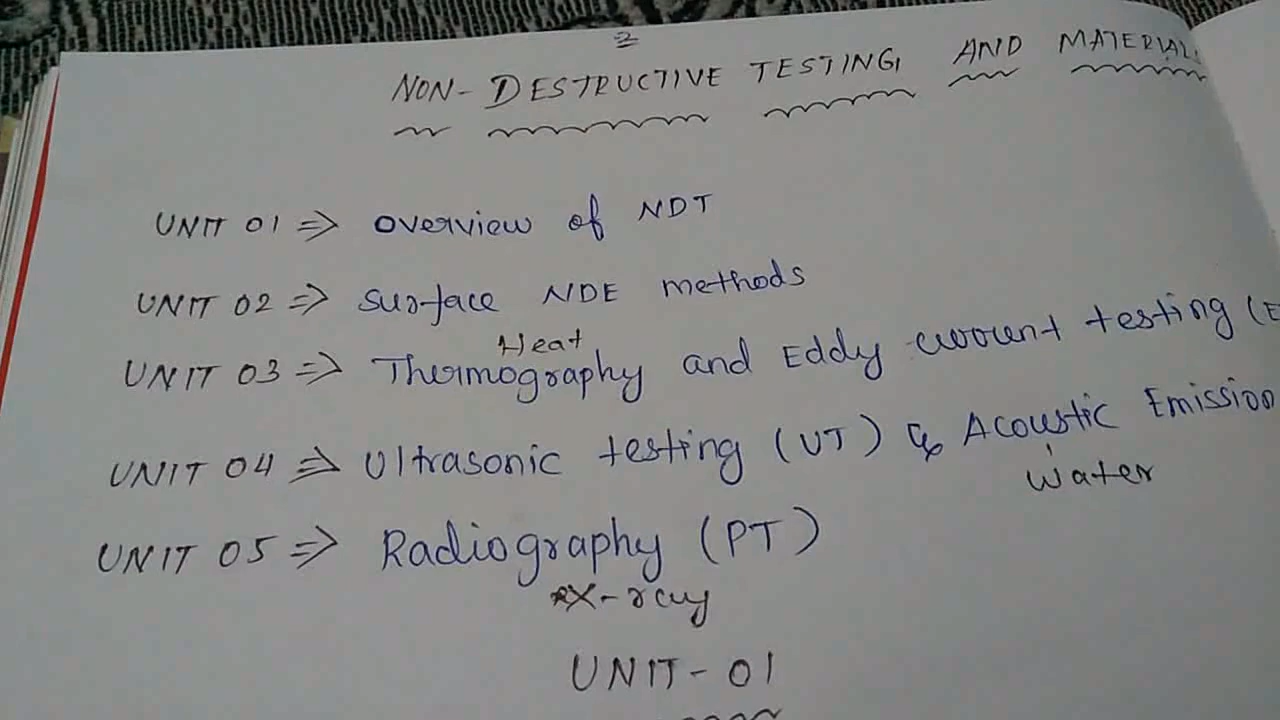 2
NON-DESTRUCTIVE TESTING AND MATERIAL
UNIT 01 => Overview of NDT
UNIT 02 => Surface NDE methods
Heat
UNIT 03 => Thermography and Eddy current testing (E
UNIT 04 => Ultrasonic testing (UT) & Acoustic Emission
Water
UNIT 05 => Radiography (PT)
X-ray
UNIT-01